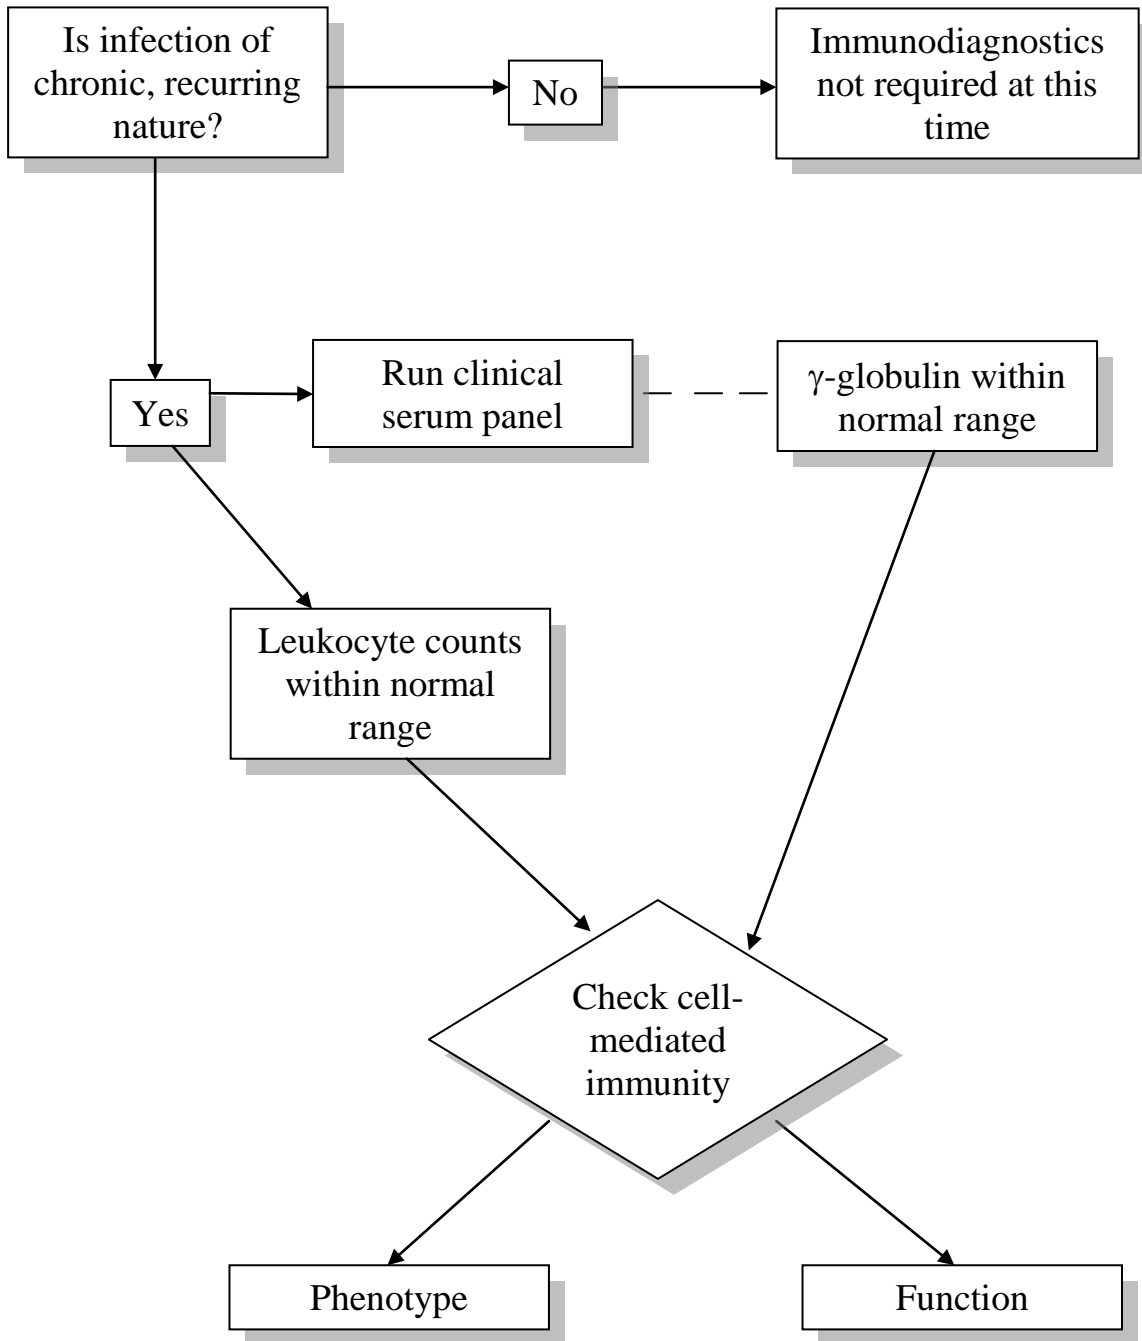 Is infection of
chronic, recurring
nature?
No
Immunodiagnostics
not required at this
time
Yes
Run clinical
serum panel
γ-globulin within
normal range
Leukocyte counts
within normal
range
Check cell-
mediated
immunity
Phenotype
Function